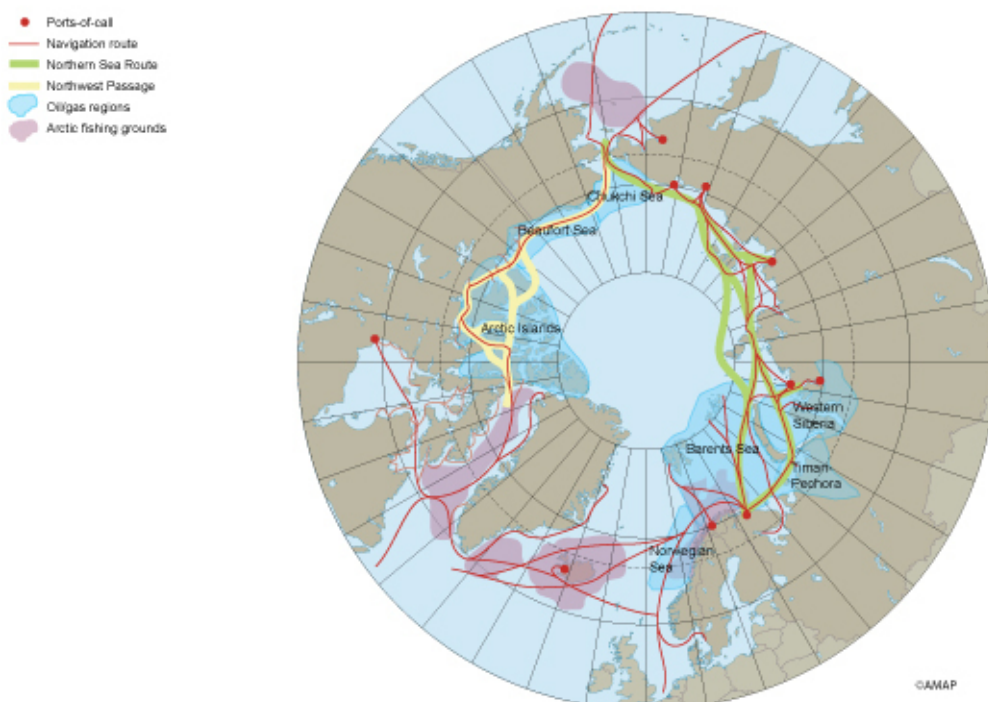 Ports-of-call
Navigation route
Northern Sea Route
Northwest Passage
Oil/gas regions
Arctic fishing grounds
Chukchi Sea
Beaufort Sea
Arctic Islands
Western
Siberia
Barents Sea
Timan-
Pechora
Norwegian
Sea
©AMAP